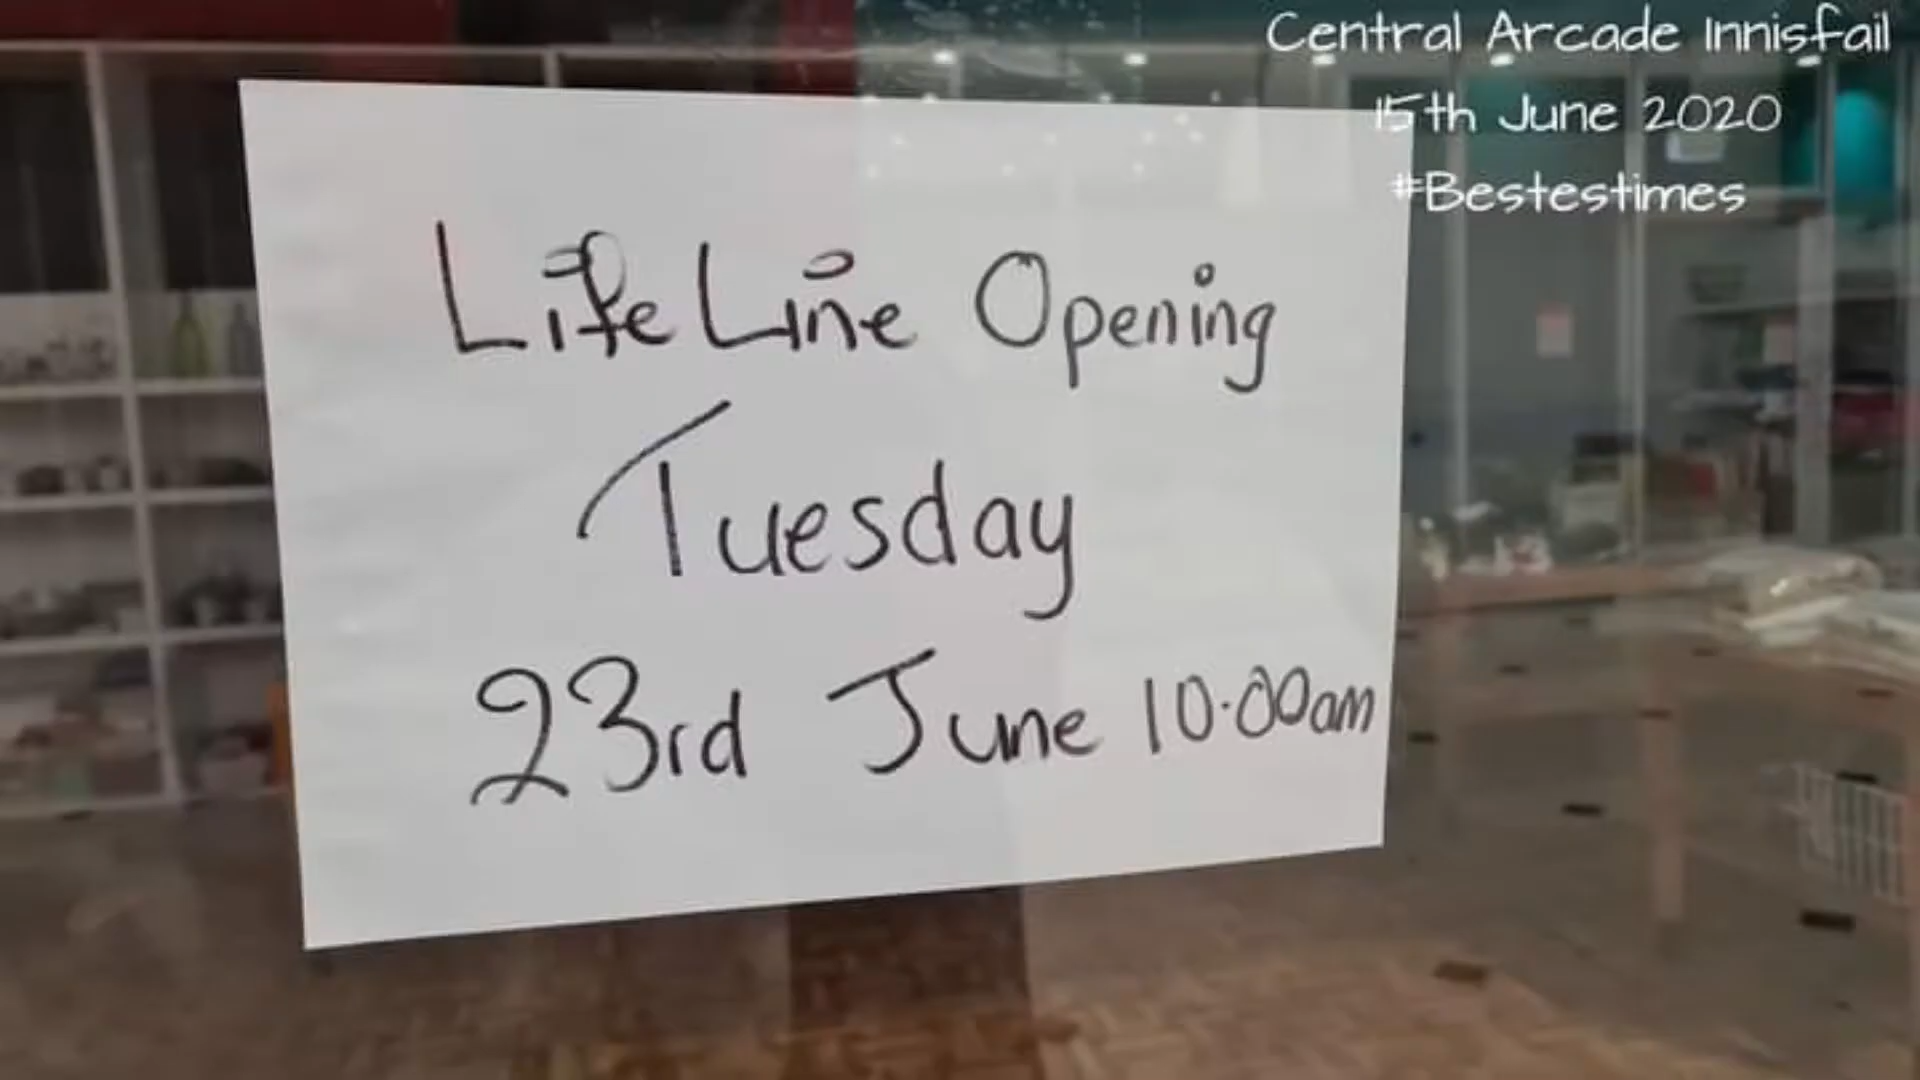 Central Arcade Innisfail
15th June 2020
#Bestestimes
LifeLine Opening
Tuesday
23rd June 10.00am